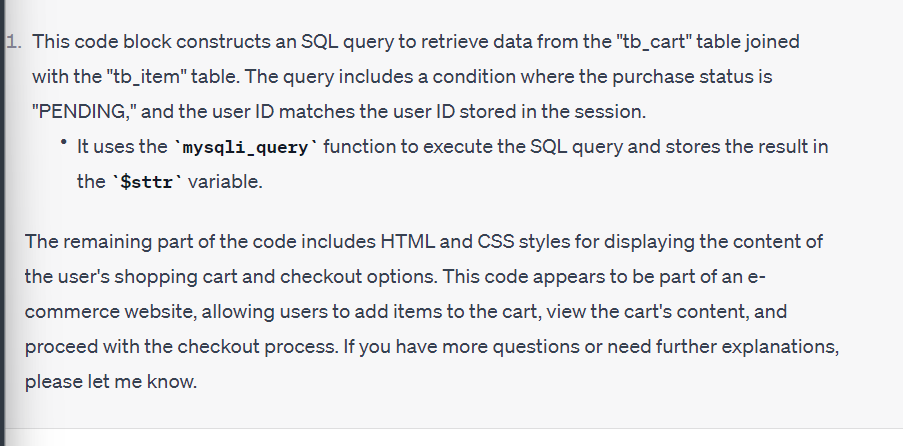 1. This code block constructs an SQL query to retrieve data from the "tb_cart" table joined
with the "tb_item" table. The query includes a condition where the purchase status is
"PENDING," and the user ID matches the user ID stored in the session.
• It uses the `mysqli_query` function to execute the SQL query and stores the result in
the `$sttr` variable.
The remaining part of the code includes HTML and CSS styles for displaying the content of
the user's shopping cart and checkout options. This code appears to be part of an e-
commerce website, allowing users to add items to the cart, view the cart's content, and
proceed with the checkout process. If you have more questions or need further explanations,
please let me know.